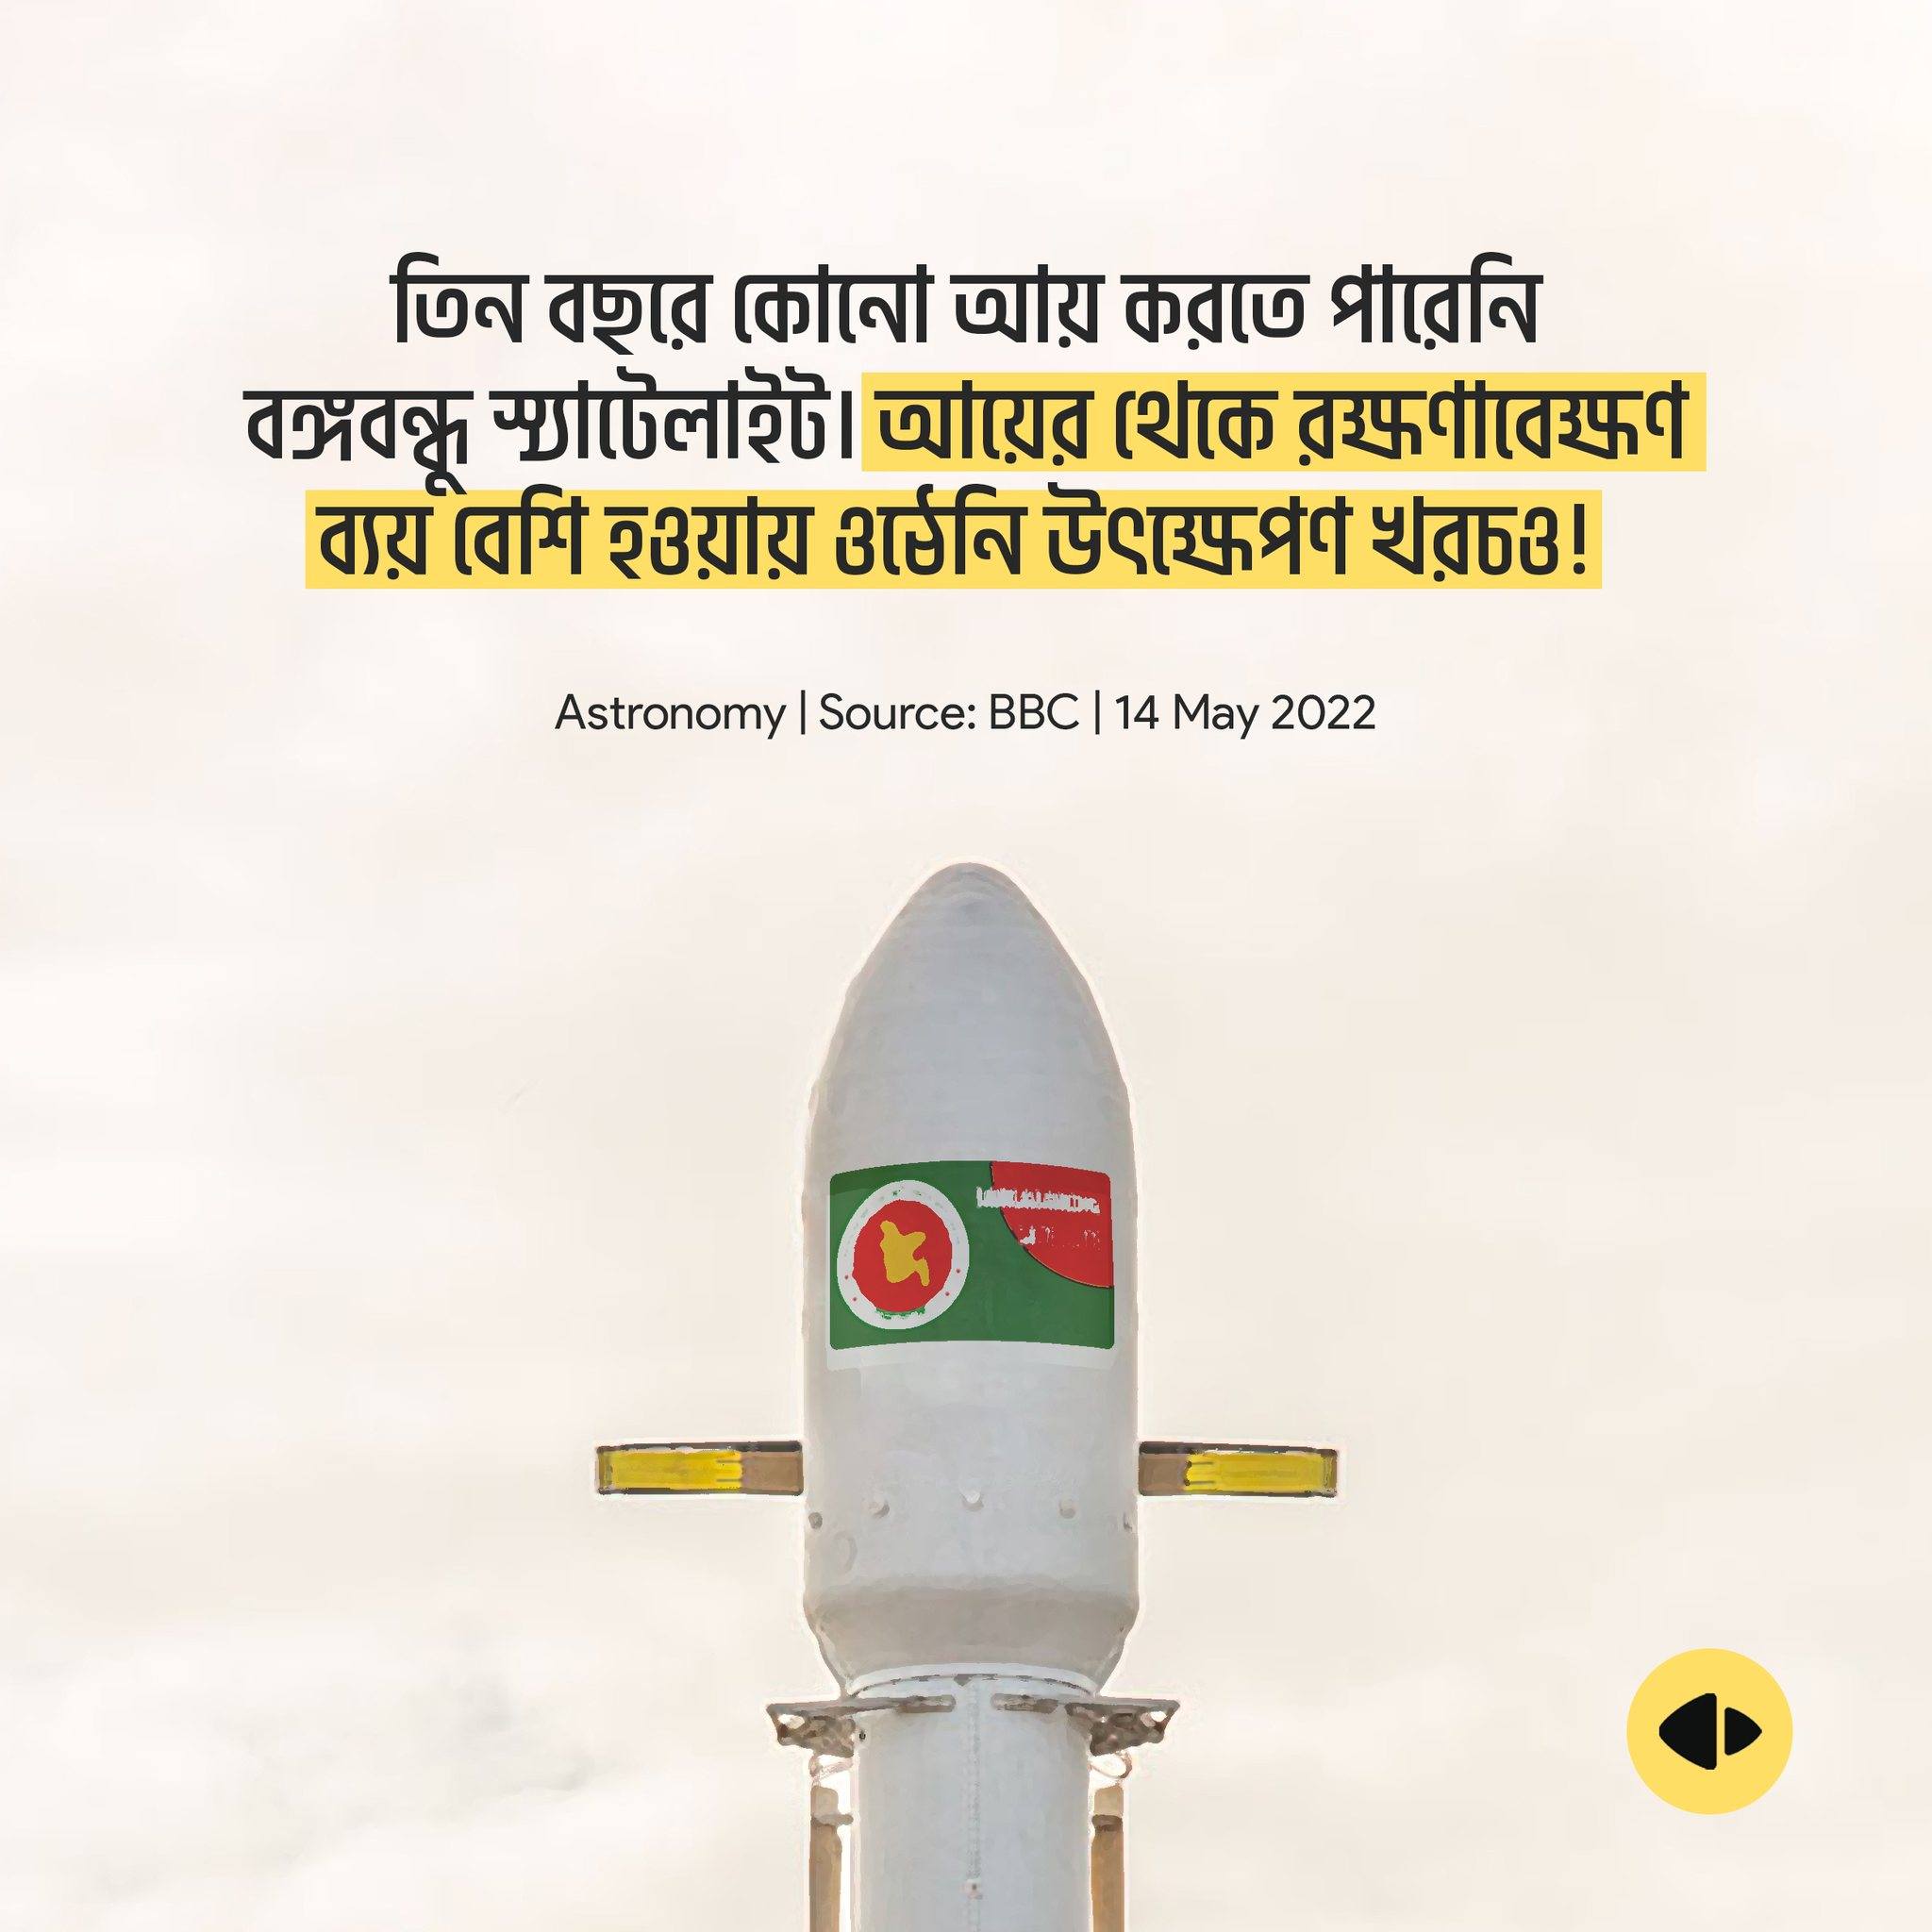 তিন বছরে কোনো আয় করতে পারেনি
বঙ্গবন্ধু স্যাটেলাইট। আয়ের থেকে রক্ষণাবেক্ষণ
ব্যয় বেশি হওয়ায় ওঠেনি উৎক্ষেপণ খরচও!
Astronomy | Source: BBC | 14 May 2022